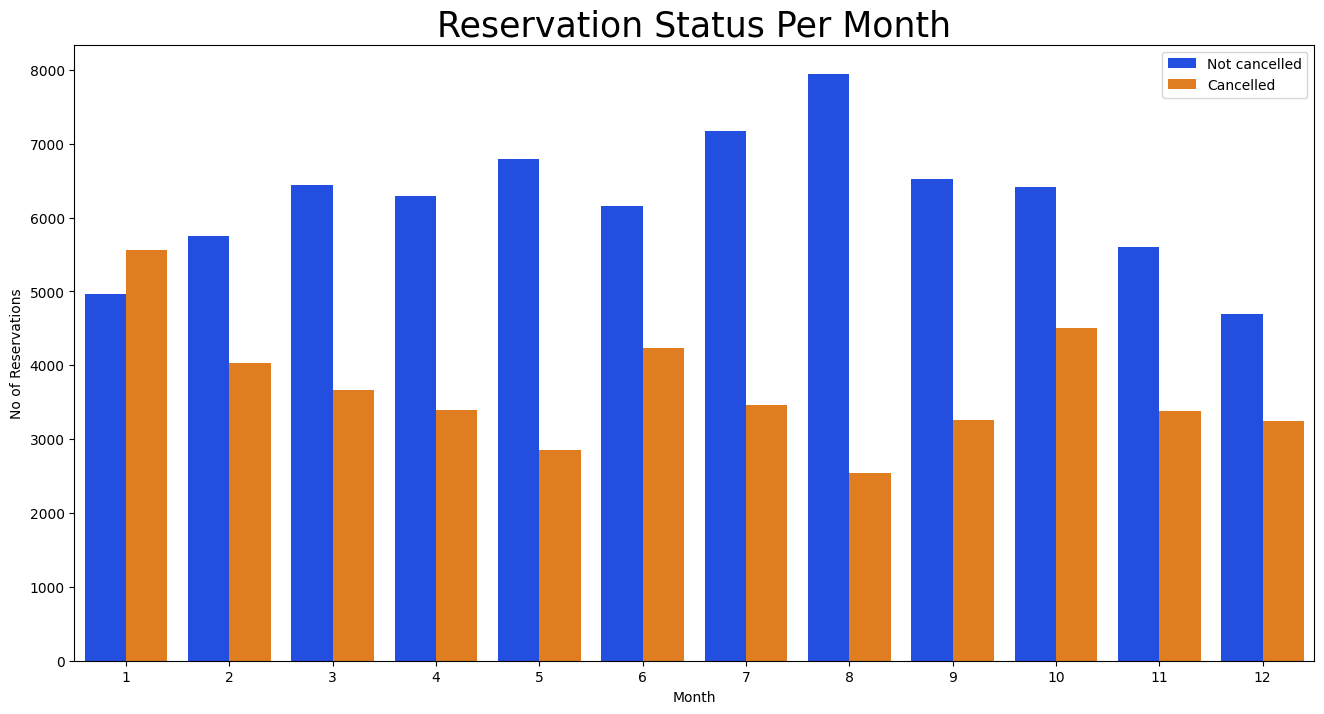 Reservation Status Per Month
Not cancelled
Cancelled
No of Reservations
8000
7000
6000
5000
4000
3000
2000
1000
0
1 2 3 4 5 6 7 8 9 10 11 12
Month